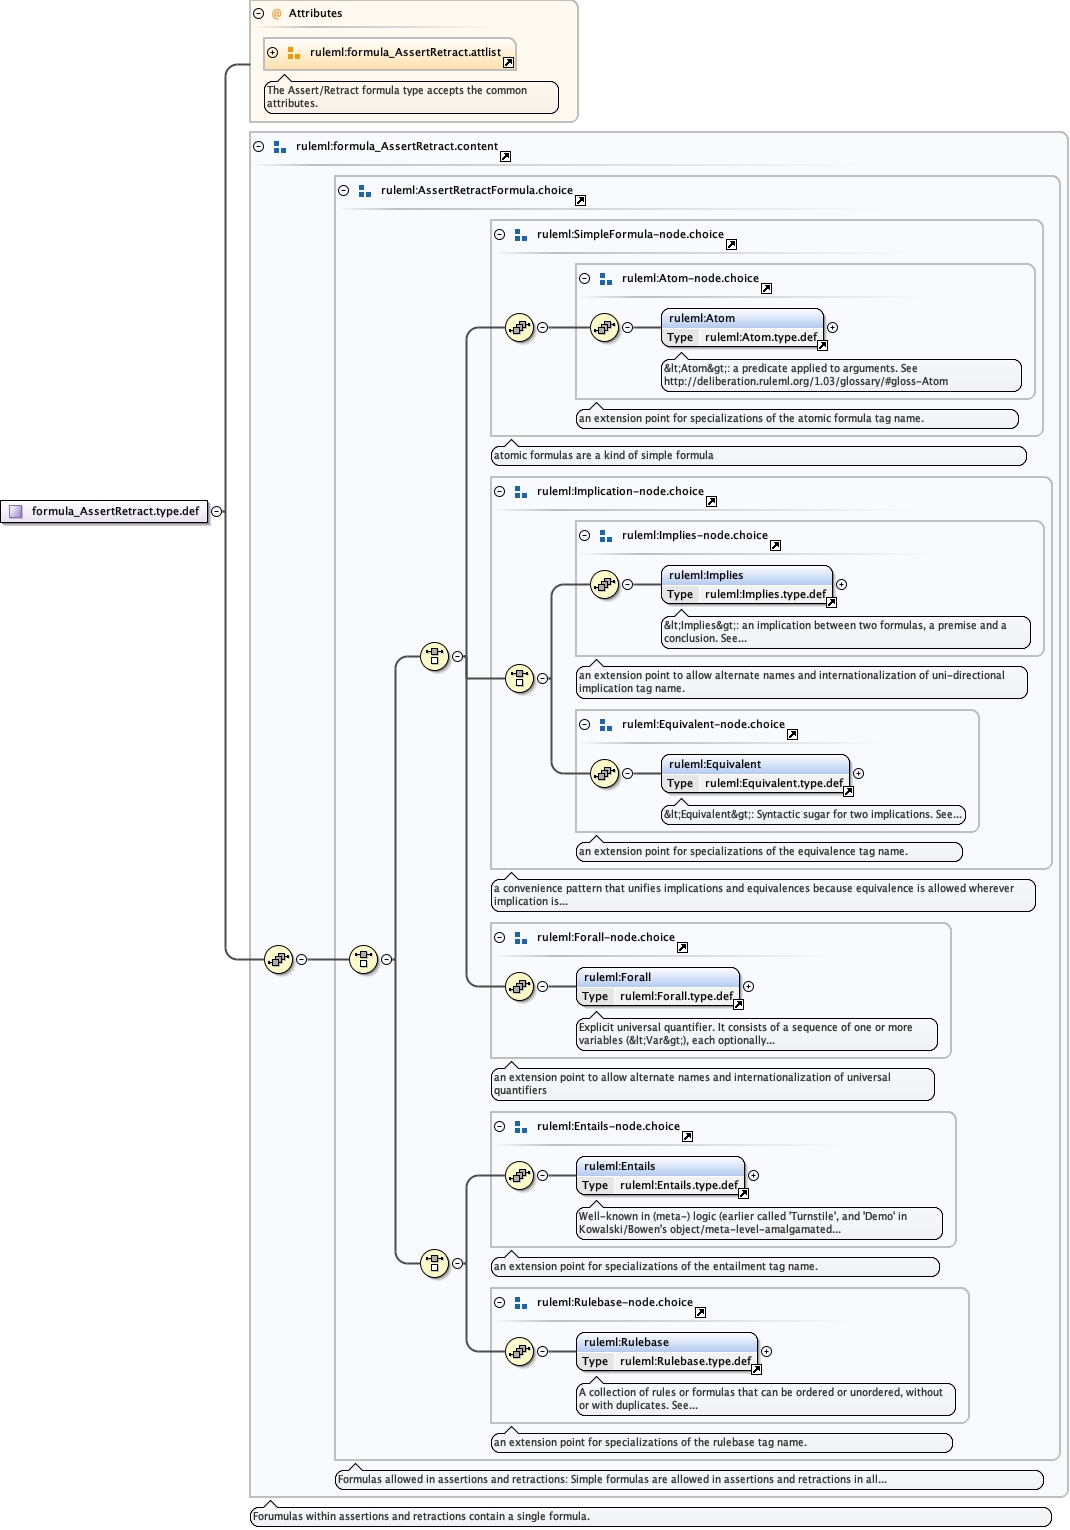 @ Attributes
ruleml:formula_AssertRetract.attlist
The Assert/Retract formula type accepts the common
attributes.
ruleml:formula_AssertRetract.content
ruleml:AssertRetractFormula.choice
ruleml:SimpleFormula-node.choice
ruleml:Atom-node.choice
ruleml:Atom
Type ruleml:Atom.type.def
&lt;Atom&gt;: a predicate applied to arguments. See
http://deliberation.ruleml.org/1.03/glossary/#gloss-Atom
an extension point for specializations of the atomic formula tag name.
atomic formulas are a kind of simple formula
ruleml:Implication-node.choice
formula_AssertRetract.type.def
ruleml:Implies-node.choice
ruleml:Implies
Type ruleml:Implies.type.def
&lt;Implies&gt;: an implication between two formulas, a premise and a
conclusion. See...
an extension point to allow alternate names and internationalization of uni-directional
implication tag name.
ruleml:Equivalent-node.choice
ruleml:Equivalent
Type ruleml:Equivalent.type.def
&lt;Equivalent&gt;: Syntactic sugar for two implications. See...
an extension point for specializations of the equivalence tag name.
a convenience pattern that unifies implications and equivalences because equivalence is allowed wherever
implication is...
ruleml:Forall-node.choice
ruleml:Forall
Type ruleml:Forall.type.def
Explicit universal quantifier. It consists of a sequence of one or more
variables (&lt;Var&gt;), each optionally...
an extension point to allow alternate names and internationalization of universal
quantifiers
ruleml:Entails-node.choice
ruleml:Entails
Type ruleml:Entails.type.def
Well-known in (meta-) logic (earlier called 'Turnstile', and 'Demo' in
Kowalski/Bowen's object/meta-level-amalgamated...
an extension point for specializations of the entailment tag name.
ruleml:Rulebase-node.choice
ruleml:Rulebase
Type ruleml:Rulebase.type.def
A collection of rules or formulas that can be ordered or unordered, without
or with duplicates. See...
an extension point for specializations of the rulebase tag name.
Formulas allowed in assertions and retractions: Simple formulas are allowed in assertions and retractions in all...
Forumulas within assertions and retractions contain a single formula.